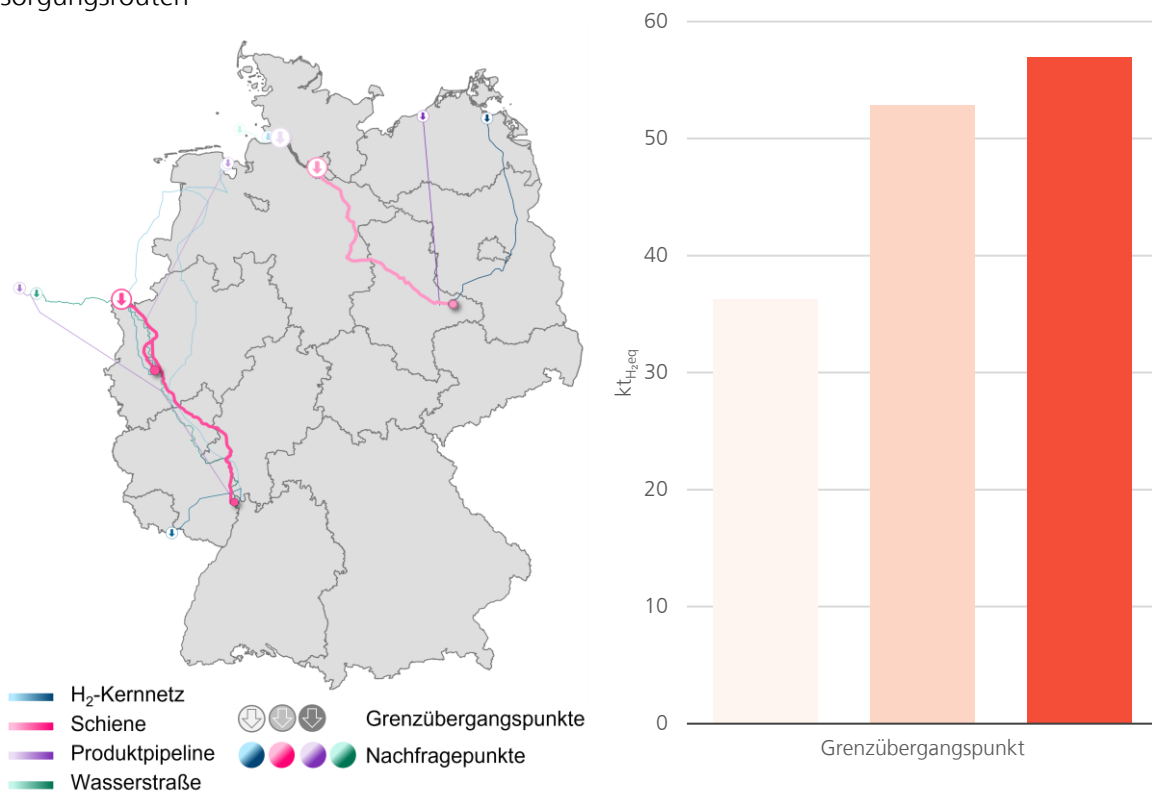 sorgungsrouten
H₂-Kernnetz
Schiene
Produktpipeline
Wasserstraße
Grenzübergangspunkte
Nachfragepunkte
60
50
40
30
20
10
0
kt_H₂eq
Grenzübergangspunkt